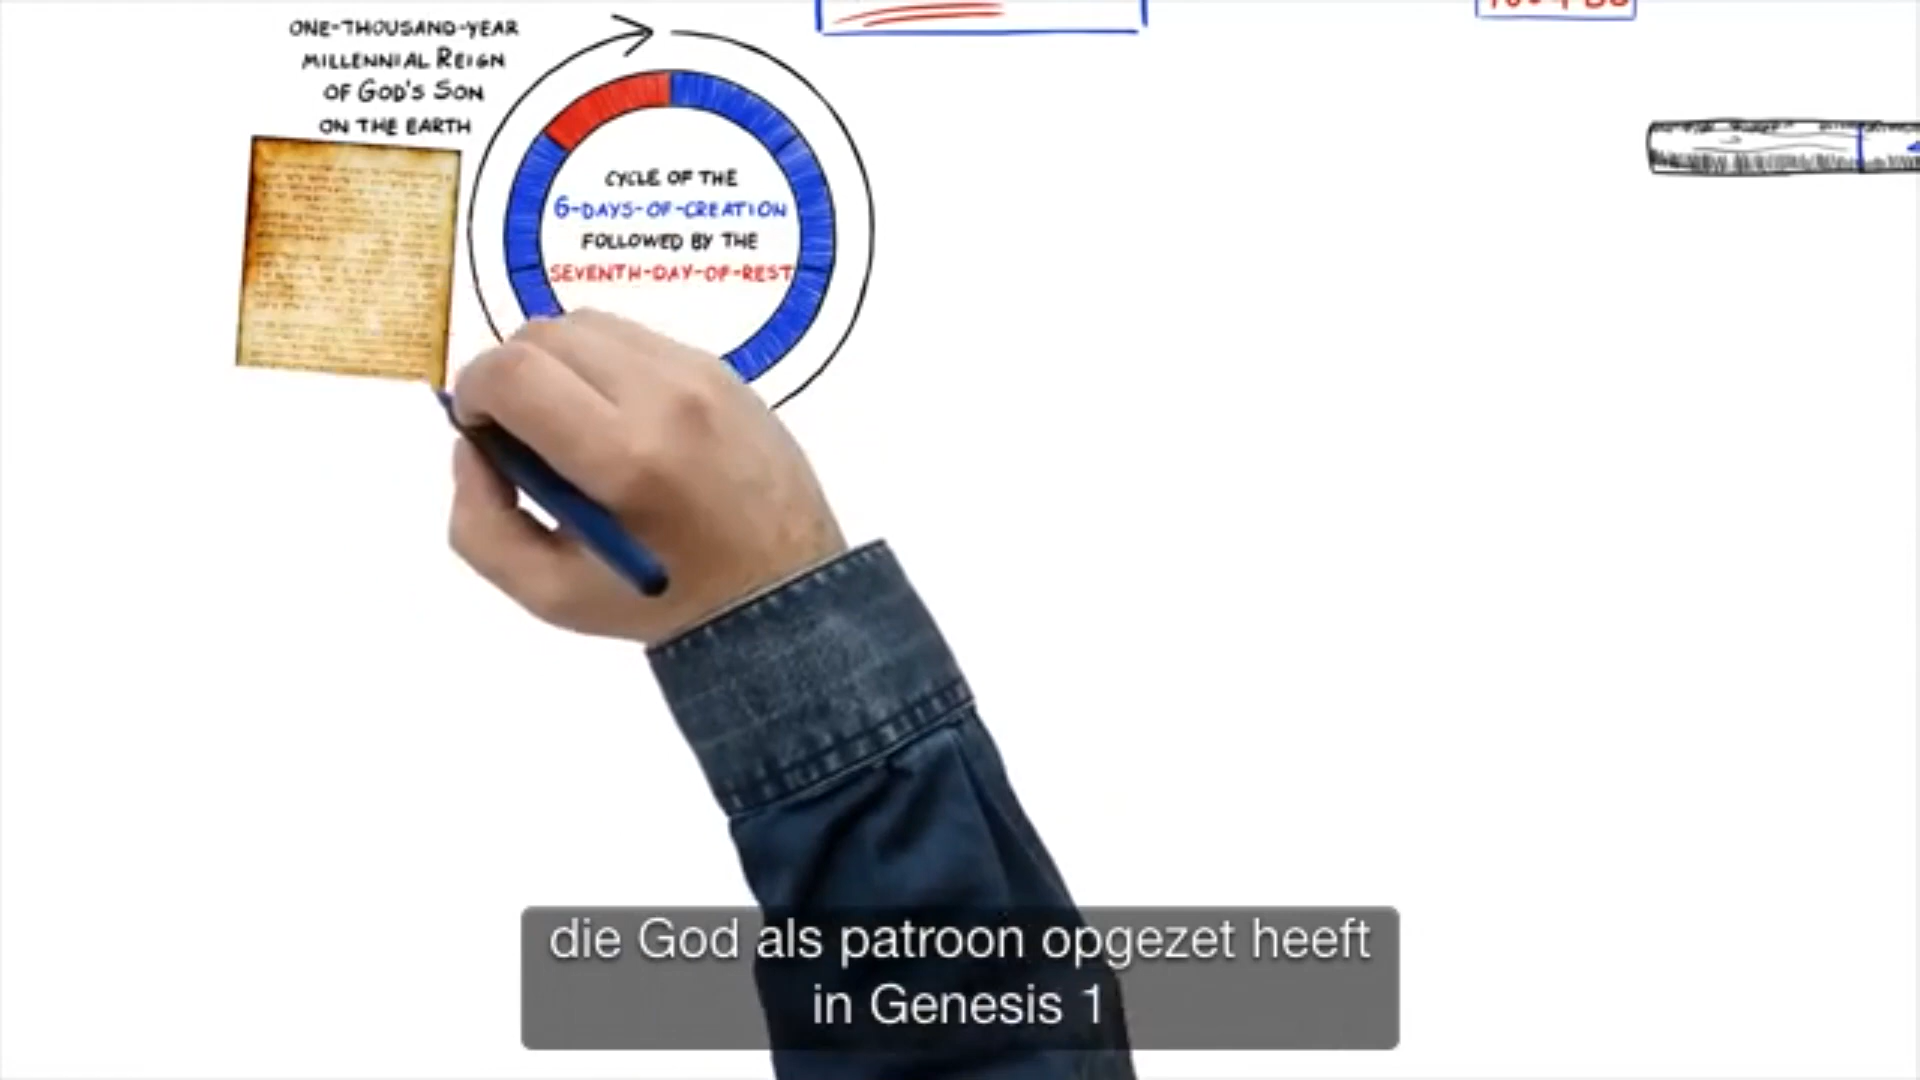 ONE-THOUSAND-YEAR
MILLENNIAL REIGN
OF GOD'S SON
ON THE EARTH
CYCLE OF THE
6-DAYS-OF-CREATION
FOLLOWED BY THE
SEVENTH-DAY-OF-REST
die God als patroon opgezet heeft
in Genesis 1